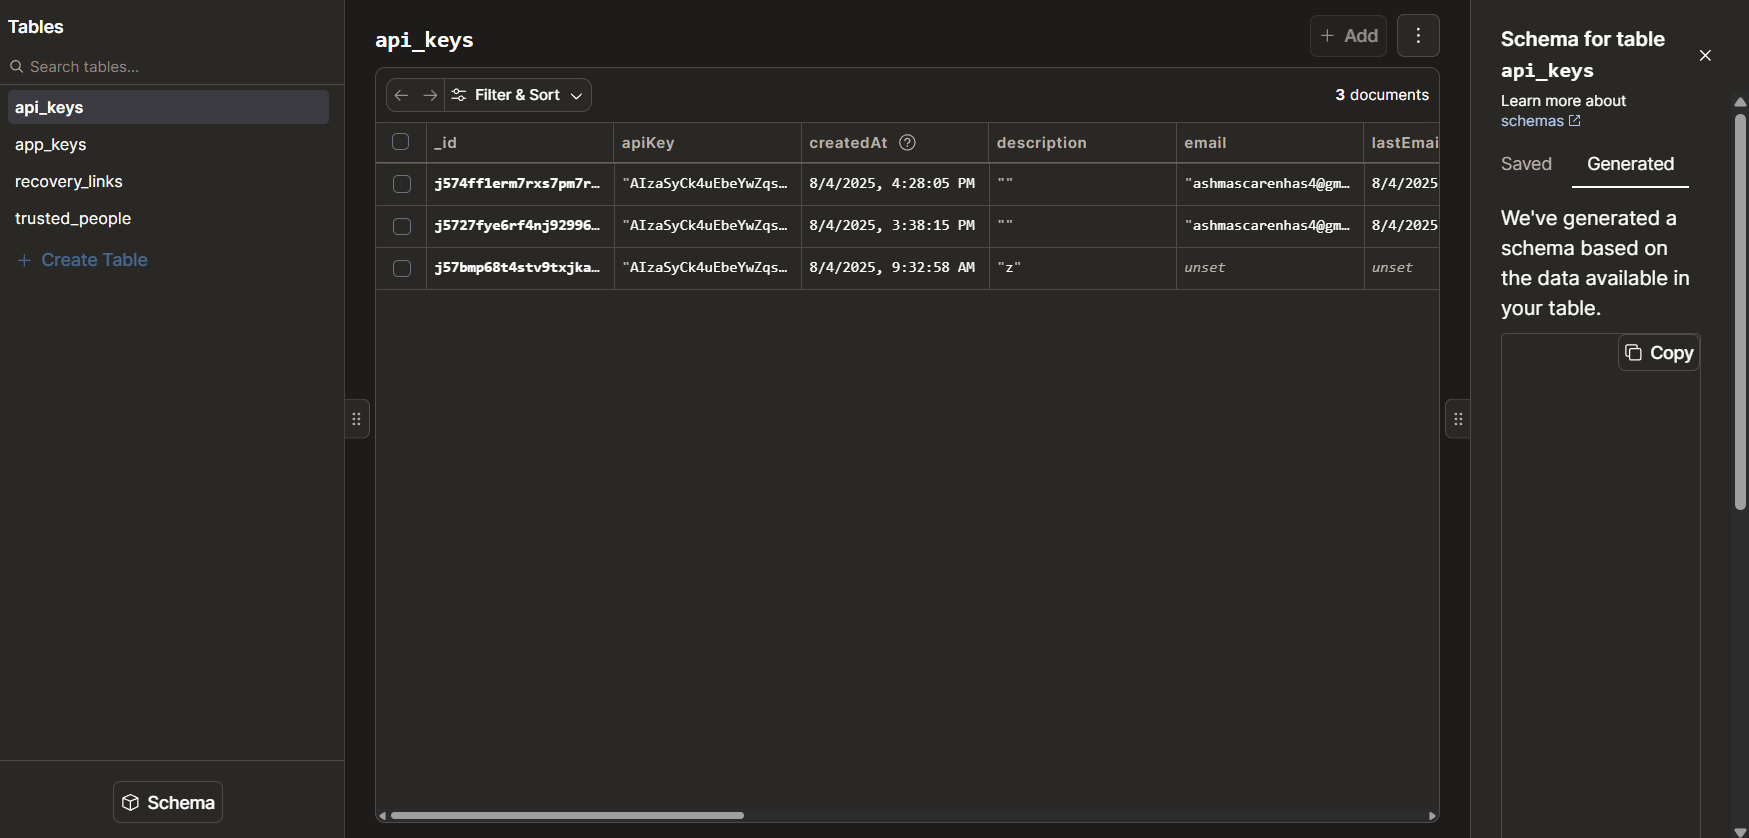 Tables
Search tables...
api_keys
app_keys
recovery_links
trusted_people
+ Create Table
Schema
api_keys
+ Add
Filter & Sort
3 documents
_id apiKey createdAt description email lastEmai
j574ff1erm7rxs7pm7r… "AIzaSyCk4uEbeYwZqs… 8/4/2025, 4:28:05 PM "" "ashmascarenhas4@gm… 8/4/2025
j5727fye6rf4nj92996… "AIzaSyCk4uEbeYwZqs… 8/4/2025, 3:38:15 PM "" "ashmascarenhas4@gm… 8/4/2025
j57bmp68t4stv9txjka… "AIzaSyCk4uEbeYwZqs… 8/4/2025, 9:32:58 AM "z" unset unset
Schema for table
api_keys
Learn more about
schemas
Saved Generated
We've generated a
schema based on
the data available in
your table.
Copy